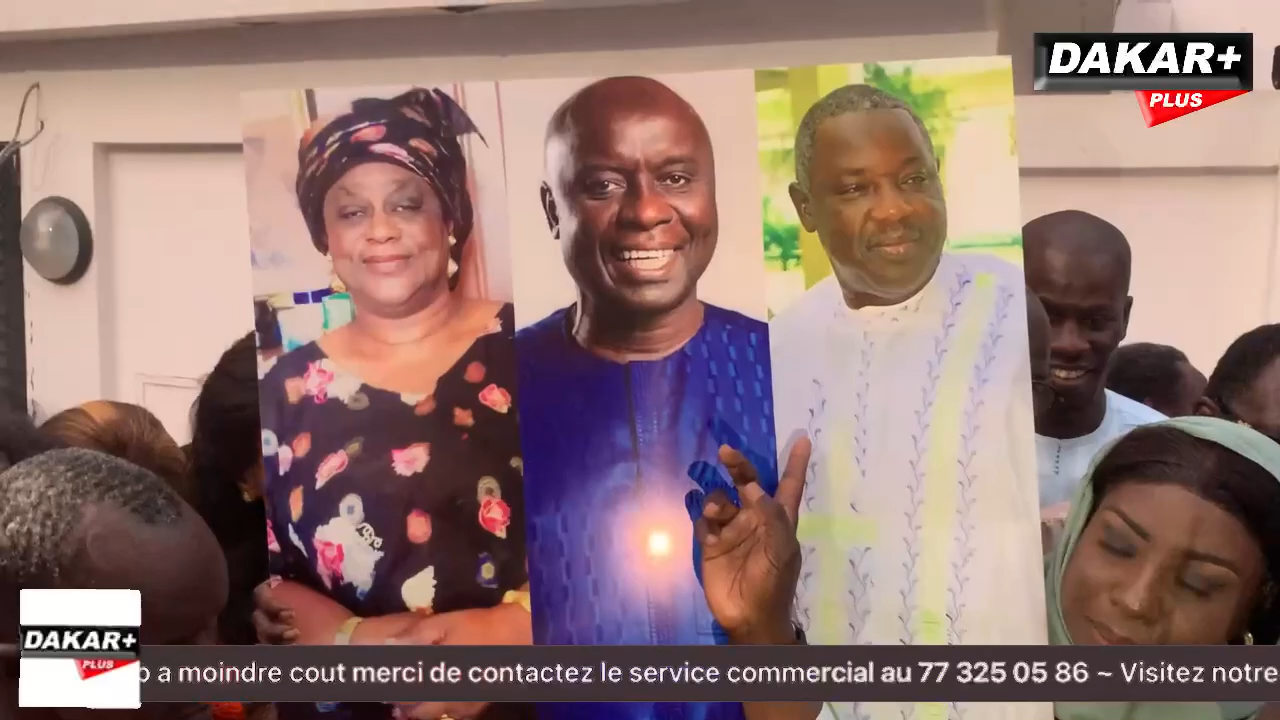 DAKAR+
PLUS
DAKAR+
PLUS
a moindre cout merci de contactez le service commercial au 77 325 05 86 ~ Visitez notre